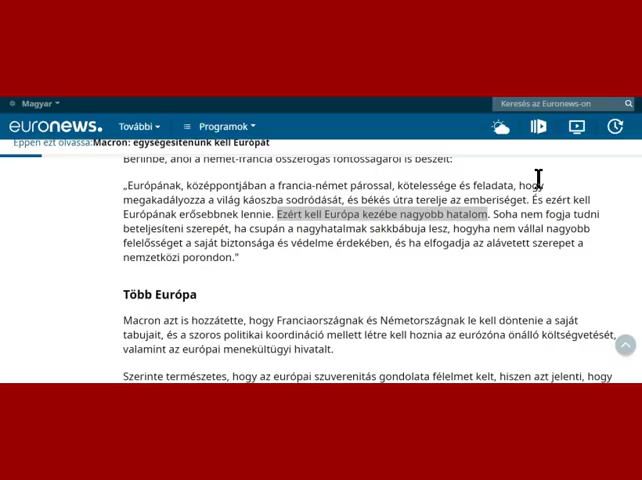 Magyar
Keresés az Euronews-on
euronews.
További
Programok
Éppen ezt olvassa:Macron: egységesítenünk kell Európát
Berlinbe, ahol a német-francia összefogás fontosságáról is beszélt:
„Európának, középpontjában a francia-német párossal, kötelessége és feladata, hogy
megakadályozza a világ káoszba sodródását, és békés útra terelje az emberiséget. És ezért kell
Európának erősebbnek lennie. Ezért kell Európa kezébe nagyobb hatalom. Soha nem fogja tudni
beteljesíteni szerepét, ha csupán a nagyhatalmak sakkbábuja lesz, hogyha nem vállal nagyobb
felelősséget a saját biztonsága és védelme érdekében, és ha elfogadja az alávetett szerepet a
nemzetközi porondon.”
Több Európa
Macron azt is hozzátette, hogy Franciaországnak és Németországnak le kell döntenie a saját
tabujait, és a szoros politikai koordináció mellett létre kell hoznia az eurózóna önálló költségvetését,
valamint az európai menekültügyi hivatalt.
Szerinte természetes, hogy az európai szuverenitás gondolata félelmet kelt, hiszen azt jelenti, hogy